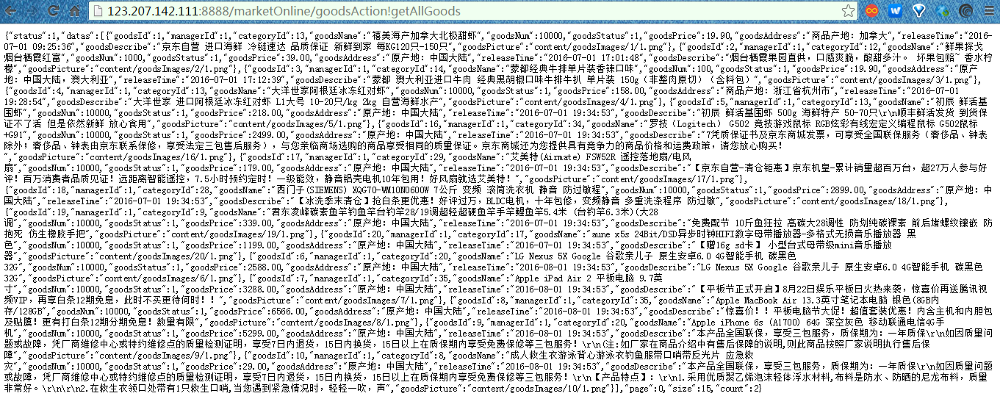 123.207.142.111:8888/marketOnline/goodsAction!getAllGoods
{"status":1,"datas":[{"goodsId":1,"managerId":1,"categoryId":13,"goodsName":"禧美海产加拿大北极甜虾","goodsNum":10000,"goodsStatus":1,"goodsPrice":19.90,"goodsAddress":"商品产地：加拿大","releaseTime":"2016-
07-01 09:25:36","goodsDescribe":"京东自营 进口海鲜 冷链速达 品质保证 新鲜到家 每KG120只-150只","goodsPicture":"content/goodsImages/1/1.png"},{"goodsId":2,"managerId":1,"categoryId":12,"goodsName":"鲜果探戈
烟台栖霞红富","goodsNum":1000,"goodsStatus":1,"goodsPrice":39.00,"goodsAddress":"原产地：中国大陆","releaseTime":"2016-07-01 17:01:48","goodsDescribe":"烟台栖霞果园直供，口感爽脆，酸甜多汁。 坏果包赔~ 香水柠
檬","goodsPicture":"content/goodsImages/2/1.png"},{"goodsId":3,"managerId":1,"categoryId":14,"goodsName":"蒙都经典牛排单片装香辣口味","goodsNum":100,"goodsStatus":1,"goodsPrice":19.90,"goodsAddress":"原产
地：中国大陆，澳大利亚","releaseTime":"2016-07-01 17:12:39","goodsDescribe":"蒙都 澳大利亚进口牛肉 经典黑胡椒口味牛排牛扒 单片装 150g（非整肉原切）（含料包）","goodsPicture":"content/goodsImages/3/1.png"},
{"goodsId":4,"managerId":1,"categoryId":13,"goodsName":"大洋世家阿根廷冰冻红对虾","goodsNum":10000,"goodsStatus":1,"goodsPrice":158.00,"goodsAddress":"商品产地：浙江省杭州市","releaseTime":"2016-07-01
19:28:54","goodsDescribe":"大洋世家 进口阿根廷冰冻红对虾 L1大号 10-20只/kg 2kg 自营海鲜水产","goodsPicture":"content/goodsImages/4/1.png"},{"goodsId":5,"managerId":1,"categoryId":13,"goodsName":"初辰 鲜活基
围虾","goodsNum":10000,"goodsStatus":1,"goodsPrice":218.00,"goodsAddress":"原产地：中国大陆","releaseTime":"2016-07-01 19:34:53","goodsDescribe":"初辰 鲜活基围虾 500g 海鲜特产 50-70只\r\n顺丰鲜活发货 到货保
证不了活 但是依然新鲜 放心食用","goodsPicture":"content/goodsImages/5/1.png"},{"goodsId":16,"managerId":1,"categoryId":34,"goodsName":"罗技（Logitech） G502 竞技游戏鼠标 RGB炫彩有线宏定义编程鼠标 G502鼠标
+G91","goodsNum":10000,"goodsStatus":1,"goodsPrice":2499.00,"goodsAddress":"原产地：中国大陆","releaseTime":"2016-07-01 19:34:53","goodsDescribe":"7凭质保证书及京东商城发票，可享受全国联保服务（奢侈品、钟表
除外；奢侈品、钟表由京东联系保修，享受法定三包售后服务），与您亲临商场选购的商品享受相同的质量保证。京东商城还为您提供具有竞争力的商品价格和运费政策，请您放心购买！
","goodsPicture":"content/goodsImages/16/1.png"},{"goodsId":17,"managerId":1,"categoryId":29,"goodsName":"艾美特(Airmate) FSW52R 遥控落地扇/电风
扇","goodsNum":10000,"goodsStatus":1,"goodsPrice":179.00,"goodsAddress":"原产地：中国大陆","releaseTime":"2016-07-01 19:34:53","goodsDescribe":"【京东自营-清仓钜惠】京东机皇-累计销量超百万台，超27万人参与好
评！百万消费者品质见证！远距离智能遥控，7.5小时预约定时！一级能效，静音铝壳电机10年包用！好风扇就选艾美特！","goodsPicture":"content/goodsImages/17/1.png"},
{"goodsId":18,"managerId":1,"categoryId":28,"goodsName":"西门子(SIEMENS) XQG70-WM10N0600W 7公斤 变频 滚筒洗衣机 静音 防过敏程","goodsNum":10000,"goodsStatus":1,"goodsPrice":2899.00,"goodsAddress":"原产地：中
国大陆","releaseTime":"2016-07-01 19:34:53","goodsDescribe":"【冰洗季末清仓】抢白条更优惠！好评过万，BLDC电机，十年包修，变频静音 多重洗涤程序 防过敏","goodsPicture":"content/goodsImages/18/1.png"},
{"goodsId":19,"managerId":1,"categoryId":9,"goodsName":"君东凌峰碳素鱼竿钓鱼竿台钓竿28/19调超轻超硬鱼竿手竿鲤鱼竿5.4米 (台钓竿6.3米)(大28
调","goodsNum":10000,"goodsStatus":1,"goodsPrice":339.00,"goodsAddress":"原产地：中国大陆","releaseTime":"2016-07-01 19:34:53","goodsDescribe":"免费配节 10斤鱼狂拉 高碳大28调性 防划纯碳裸素 前后堵螺纹镶嵌 防
抱死 仿生橡胶手把","goodsPicture":"content/goodsImages/19/1.png"},{"goodsId":20,"managerId":1,"categoryId":17,"goodsName":"aune x5s 24Bit/DSD异步时钟HIFI数字母带播放器-多格式无损音乐播放器 黑
色","goodsNum":10000,"goodsStatus":1,"goodsPrice":1199.00,"goodsAddress":"原产地：中国大陆","releaseTime":"2016-07-01 19:34:53","goodsDescribe":"【赠16g sd卡】 小型台式母带级mini音乐播放
器","goodsPicture":"content/goodsImages/20/1.png"},{"goodsId":6,"managerId":1,"categoryId":20,"goodsName":"LG Nexus 5X Google 谷歌亲儿子 原生安卓6.0 4G智能手机 碳黑色
32G","goodsNum":10000,"goodsStatus":1,"goodsPrice":2588.00,"goodsAddress":"原产地：中国大陆","releaseTime":"2016-08-01 19:34:53","goodsDescribe":"LG Nexus 5X Google 谷歌亲儿子 原生安卓6.0 4G智能手机 碳黑色
32G","goodsPicture":"content/goodsImages/6/1.png"},{"goodsId":7,"managerId":1,"categoryId":35,"goodsName":"Apple iPad Air 2 平板电脑 9.7英
寸","goodsNum":10000,"goodsStatus":1,"goodsPrice":3288.00,"goodsAddress":"原产地：中国大陆","releaseTime":"2016-08-01 19:34:53","goodsDescribe":"【平板节正式开启】8月22日娱乐平板日火热来袭，惊喜价再送腾讯视
频VIP，再享白条12期免息，此时不买更待何时！！","goodsPicture":"content/goodsImages/7/1.png"},{"goodsId":8,"managerId":1,"categoryId":35,"goodsName":"Apple MacBook Air 13.3英寸笔记本电脑 银色(8GB内
存/128GB","goodsNum":10000,"goodsStatus":1,"goodsPrice":6566.00,"goodsAddress":"原产地：中国大陆","releaseTime":"2016-08-01 19:34:53","goodsDescribe":"惊喜价！！平板电脑节大促！超值套装优惠！内含主机和内胆包
及贴膜！更有打白条12期分期免息！数量有限","goodsPicture":"content/goodsImages/8/1.png"},{"goodsId":9,"managerId":1,"categoryId":20,"goodsName":"Apple iPhone 6s (A1700) 64G 深空灰色 移动联通电信4G手
机","goodsNum":10000,"goodsStatus":1,"goodsPrice":5299.00,"goodsAddress":"原产地：中国大陆","releaseTime":"2016-08-01 19:34:53","goodsDescribe":"本产品全国联保，享受三包服务，质保期为：一年质保\r\n如因质量问
题或故障，凭厂商维修中心或特约维修点的质量检测证明，享受7日内退货，15日内换货，15日以上在质保期内享受免费保修等三包服务！\r\n(注:如厂家在商品介绍中有售后保障的说明,则此商品按照厂家说明执行售后保
障","goodsPicture":"content/goodsImages/9/1.png"},{"goodsId":10,"managerId":1,"categoryId":8,"goodsName":"成人救生衣游泳背心游泳衣钓鱼服带口哨带反光片 应急救
灾","goodsNum":10000,"goodsStatus":1,"goodsPrice":29.00,"goodsAddress":"原产地：中国大陆","releaseTime":"2016-08-01 19:34:53","goodsDescribe":"本产品全国联保，享受三包服务，质保期为：一年质保\r\n如因质量问题
或故障，凭厂商维修中心或特约维修点的质量检测证明，享受7日内退货，15日内换货，15日以上在质保期内享受免费保修等三包服务！\r\n【产品特点】：\r\n1.采用优质聚乙烯泡沫轻体浮水材料,布料是防水、防晒的尼龙布料，质量
非常好。\r\n\r\n2.在救生衣领口处带有1只救生口哨,当您遇到紧急情况时，轻轻一吹，声","goodsPicture":"content/goodsImages/10/1.png"}],"page":0,"size":15,"count":2}